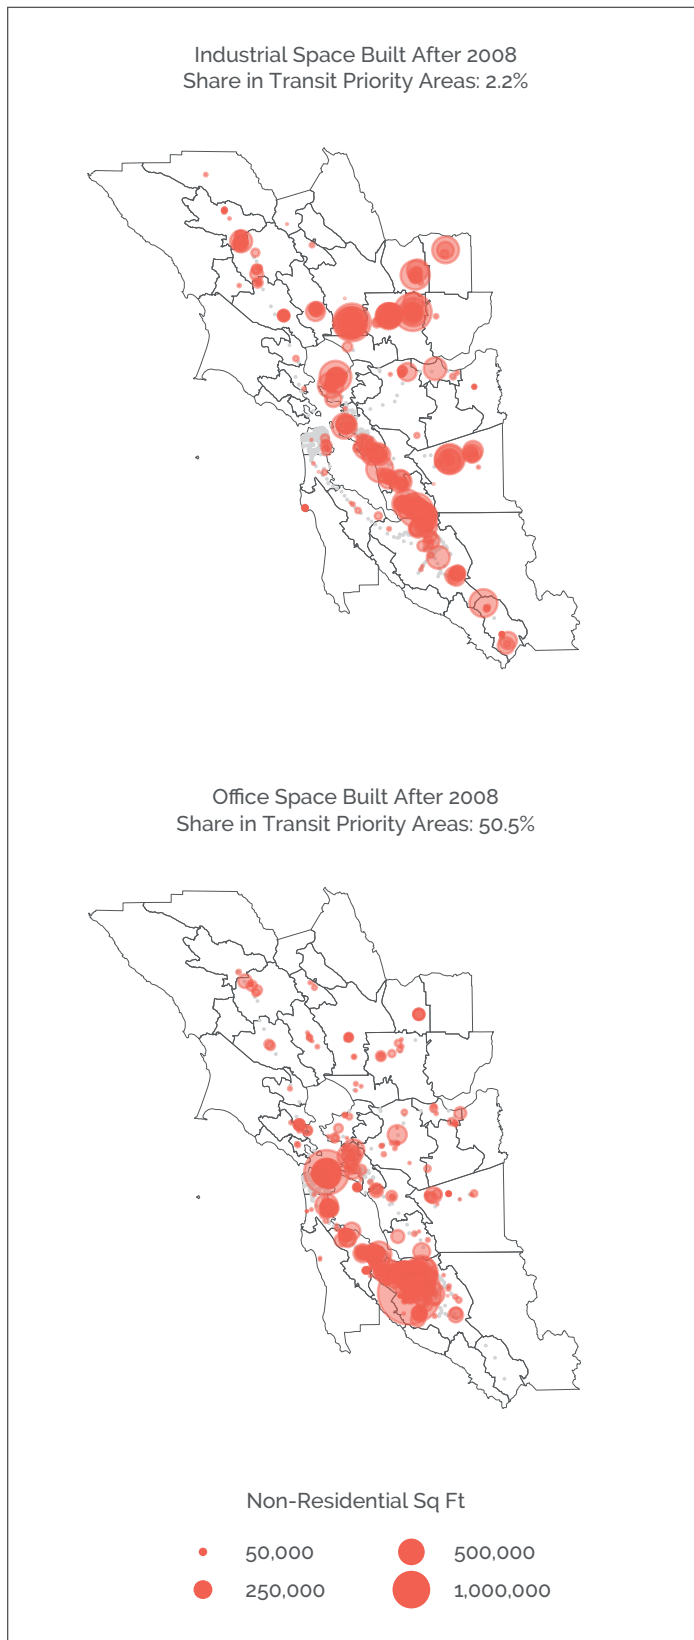 Industrial Space Built After 2008
Share in Transit Priority Areas: 2.2%
Office Space Built After 2008
Share in Transit Priority Areas: 50.5%
Non-Residential Sq Ft
50,000
500,000
250,000
1,000,000